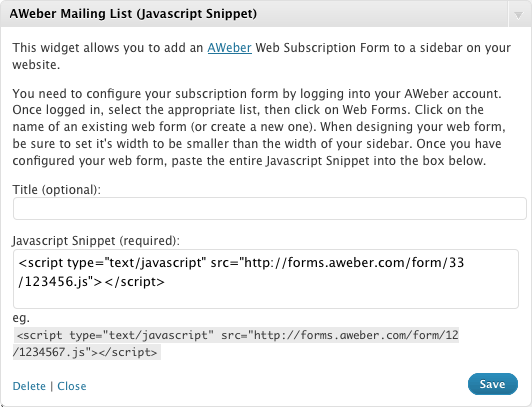 AWeber Mailing List (Javascript Snippet)
This widget allows you to add an AWeber Web Subscription Form to a sidebar on your
website.
You need to configure your subscription form by logging into your AWeber account.
Once logged in, select the appropriate list, then click on Web Forms. Click on the
name of an existing web form (or create a new one). When designing your web form,
be sure to set it's width to be smaller than the width of your sidebar. Once you have
configured your web form, paste the entire Javascript Snippet into the box below.
Title (optional):
Javascript Snippet (required):
<script type="text/javascript" src="http://forms.aweber.com/form/33
/123456.js"></script>
eg.
<script type="text/javascript" src="http://forms.aweber.com/form/12
/1234567.js"></script>
Delete | Close
Save